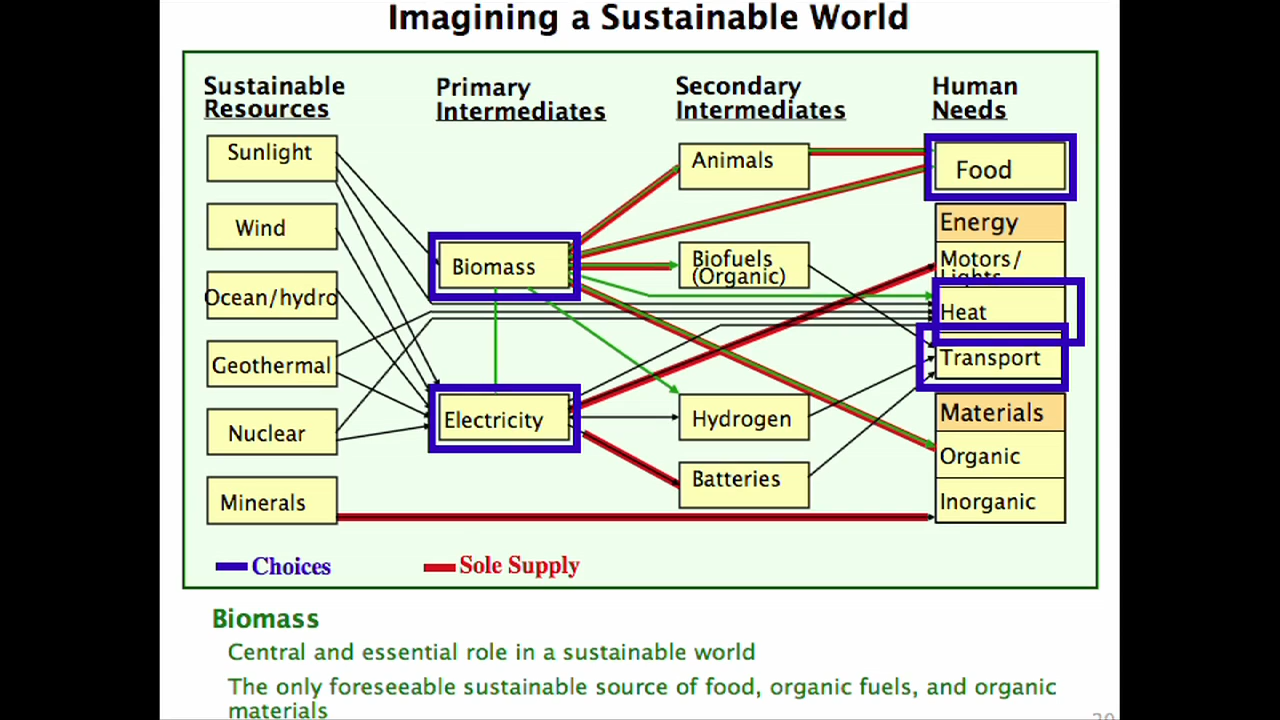 Imagining a Sustainable World
Sustainable
Resources
Primary
Intermediates
Secondary
Intermediates
Human
Needs
Sunlight
Wind
Ocean/hydro
Geothermal
Nuclear
Minerals
Biomass
Electricity
Animals
Biofuels
(Organic)
Hydrogen
Batteries
Food
Energy
Motors/
Lights
Heat
Transport
Materials
Organic
Inorganic
Choices
Sole Supply
Biomass
Central and essential role in a sustainable world
The only foreseeable sustainable source of food, organic fuels, and organic
materials